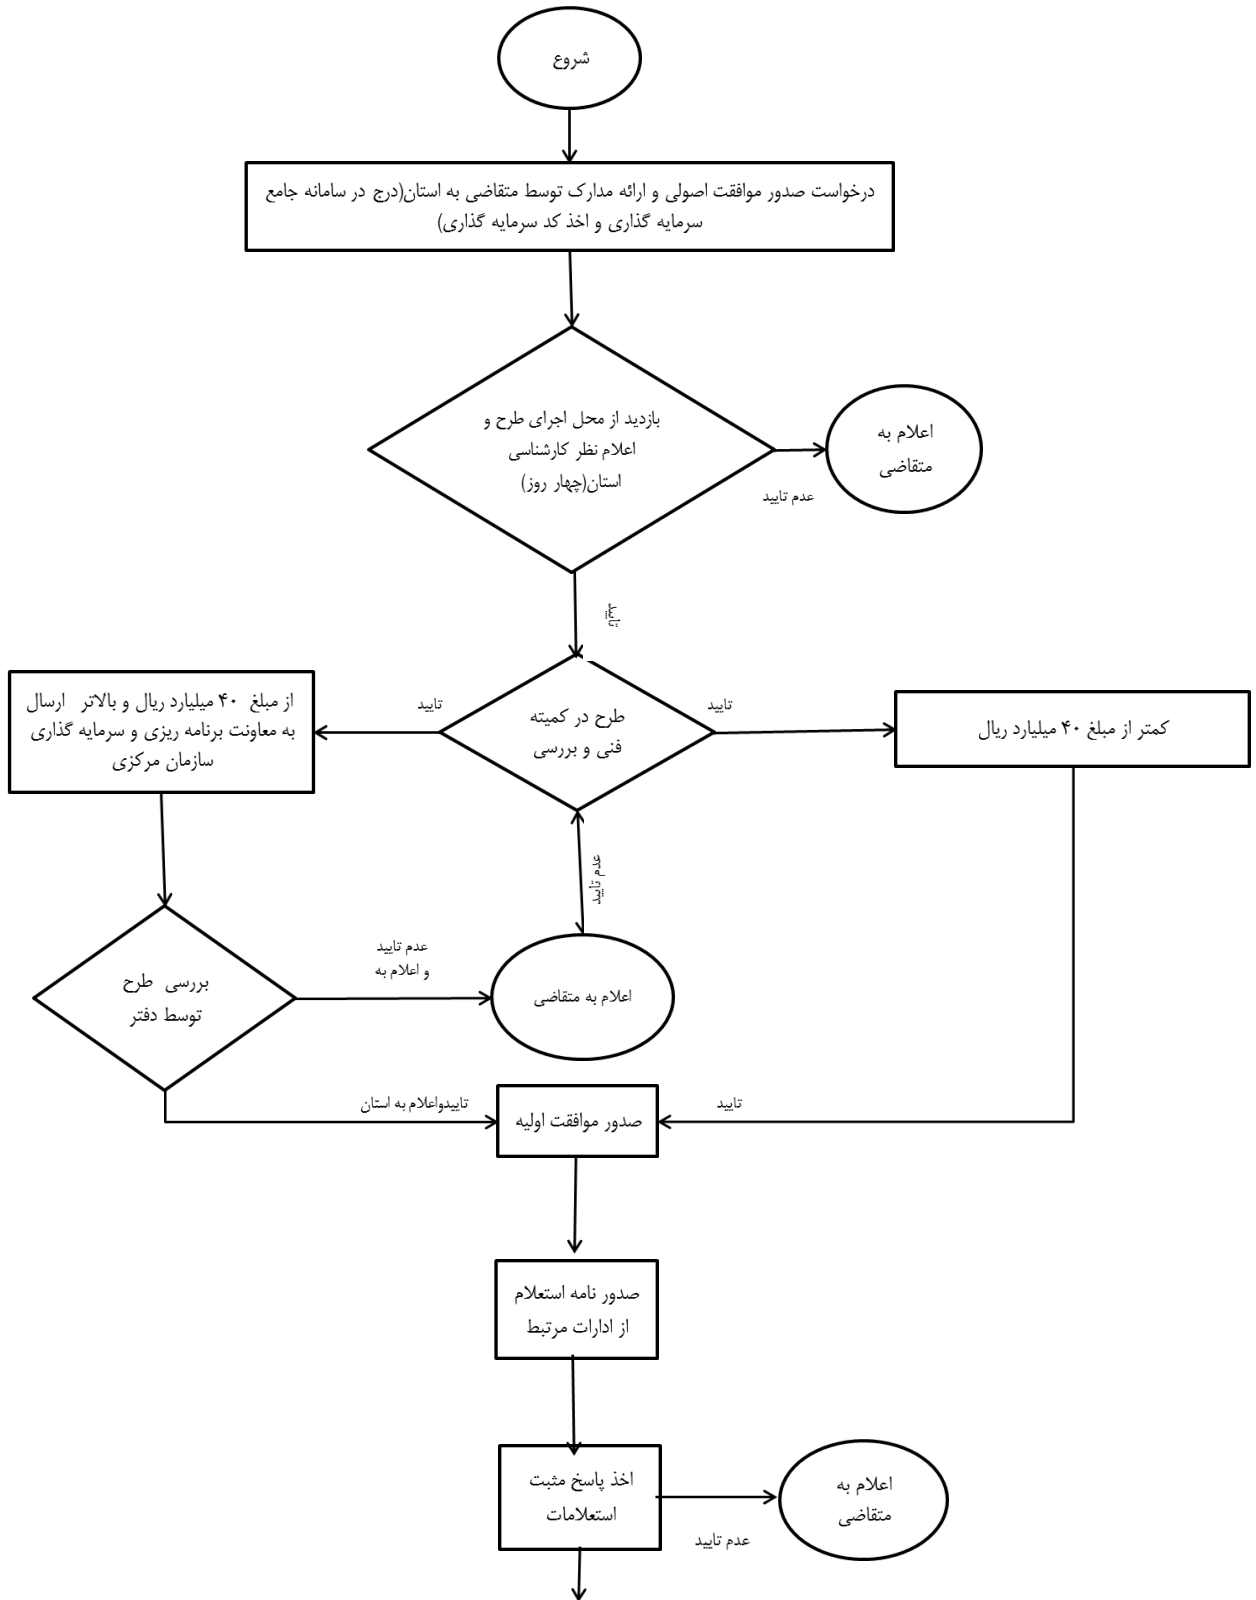 شروع
درخواست صدور موافقت اصولی و ارائه مدارک توسط متقاضی به استان(درج در سامانه جامع
سرمایه گذاری و اخذ کد سرمایه گذاری)
بازدید از محل اجرای طرح و
اعلام نظر کارشناسی
استان(چهار روز)
اعلام به
متقاضی
عدم تایید
تایید
از مبلغ ۴۰ میلیارد ریال و بالاتر ارسال
به معاونت برنامه ریزی و سرمایه گذاری
سازمان مرکزی
تایید
طرح در کمیته
فنی و بررسی
تایید
کمتر از مبلغ ۴۰ میلیارد ریال
عدم تایید
بررسی طرح
توسط دفتر
عدم تایید
و اعلام به
اعلام به متقاضی
تاییدواعلام به استان
صدور موافقت اولیه
تایید
صدور نامه استعلام
از ادارات مرتبط
اخذ پاسخ مثبت
استعلامات
عدم تایید
اعلام به
متقاضی